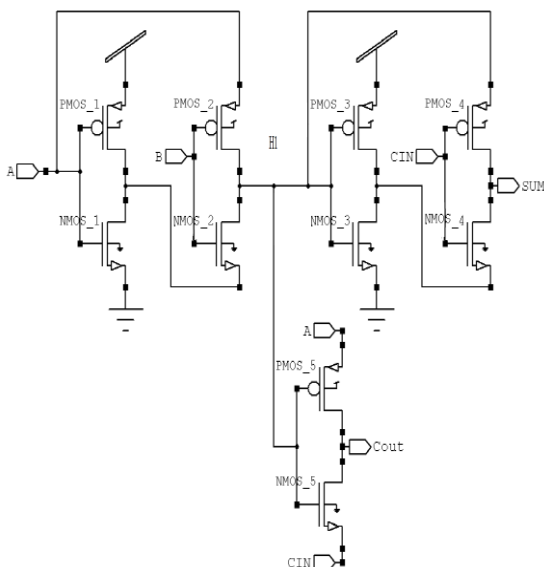 PMOS_1
PMOS_2
H1
PMOS_3
PMOS_4
A
B
CIN
SUM
NMOS_1
NMOS_2
NMOS_3
NMOS_4
A
PMOS_5
Cout
NMOS_5
CIN